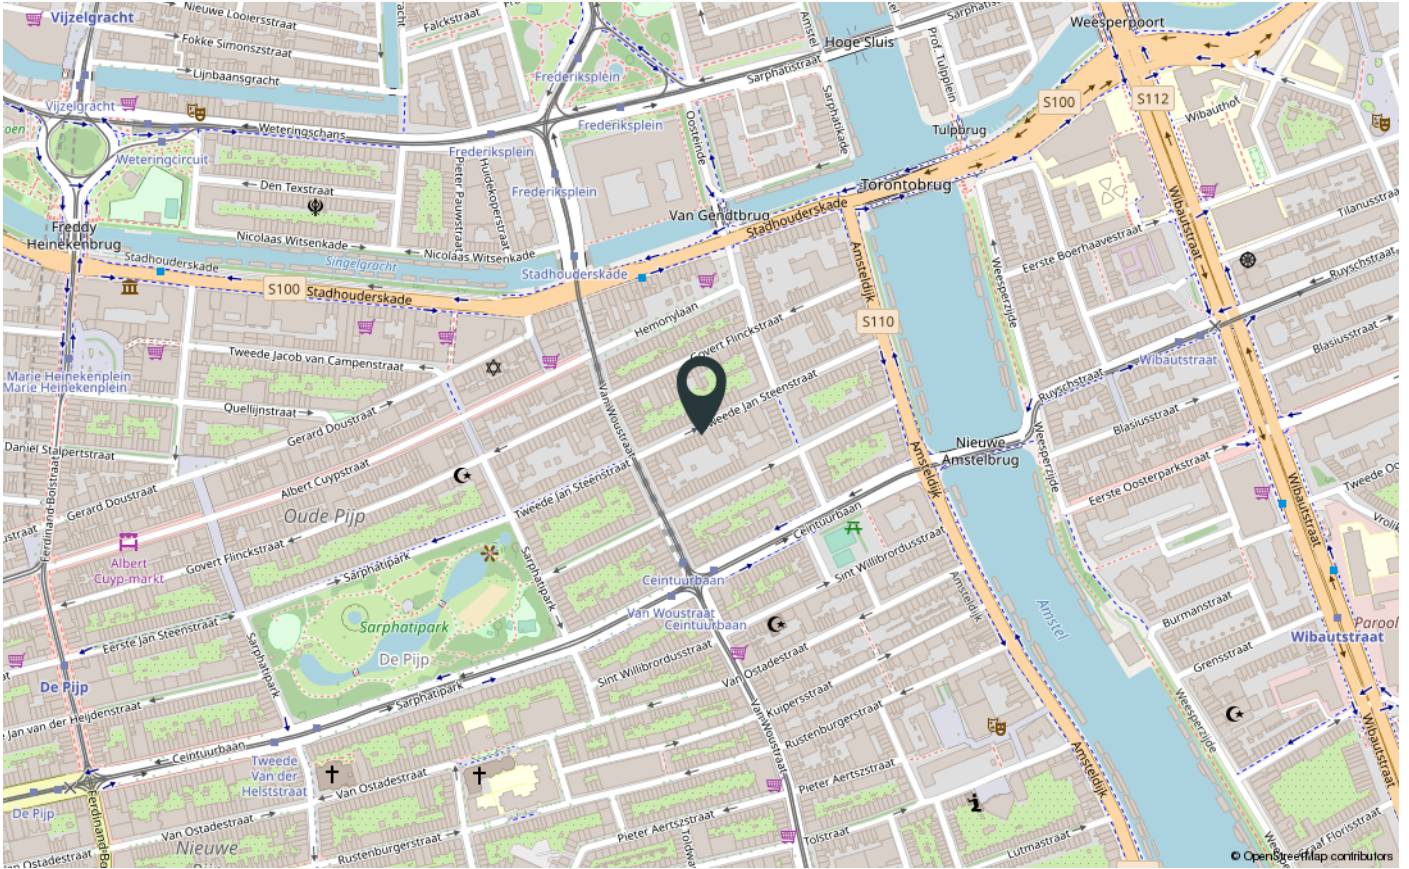 Vijzelgracht
Nieuwe Looiersstraat
Fokke Simonszstraat
Lijnbaansgracht
Falckstraat
Frederiksplein
Hoge Sluis
Weesperpoort
Sarphatistraat
Prof. Tulpplein
Sarphatikade
S100
S112
Wibauthof
Vijzelgracht
Weteringschans
Frederiksplein
Oosteinde
Tulpbrug
Weteringcircuit
Frederiksplein
Den Texstraat
Pieter Pauwstraat
Huidekoperstraat
Frederiksplein
Torontobrug
Van Gendtbrug
Stadhouderskade
Wibautstraat
Tilanusstraat
Freddy
Heinekenbrug
Nicolaas Witsenkade
Nicolaas Witsenkade
Singelgracht
Stadhouderskade
Stadhouderskade
Eerste Boerhaavestraat
Ruyschstraat
Amsteldijk
Weesperzijde
S100
Stadhouderskade
S110
Hemonylaan
Govert Flinckstraat
Blasiusstraat
Wibautstraat
Tweede Jacob van Campenstraat
Marie Heinekenplein
Marie Heinekenplein
Quellijnstraat
Gerard Doustraat
Van Woustraat
Tweede Jan Steenstraat
Ruyschstraat
Blasiusstraat
Daniel Stalpertstraat
Nieuwe
Amstelbrug
Amsteldijk
Weesperzijde
Eerste Oosterparkstraat
Wibautstraat
Albert Cuypstraat
Gerard Doustraat
Ferdinand Bolstraat
Oude Pijp
Tweede Jan Steenstraat
Ceintuurbaan
Albert
Cuyp-markt
Govert Flinckstraat
Sarphatipark
Sarphatipark
Sint Willibrordusstraat
Ceintuurbaan
Van Woustraat
Ceintuurbaan
Amsteldijk
Amstel
Burmanstraat
Parool
Wibautstraat
Grensstraat
Eerste Jan Steenstraat
Sarphatipark
Sarphatipark
De Pijp
De Pijp
Sint Willibrordusstraat
Van Ostadestraat
Kuipersstraat
Rustenburgerstraat
Van Woustraat
Weesperzijde
Wibautstraat
Jan van der Heijdenstraat
Sarphatipark
Ceintuurbaan
Tweede
Van der
Helststraat
Van Ostadestraat
Pieter Aertszstraat
Amsteldijk
De Pijp
Van Ostadestraat
Nieuwe
Rustenburgerstraat
Pieter Aertszstraat
Tolstraat
Lutmastraat
© OpenStreetMap contributors